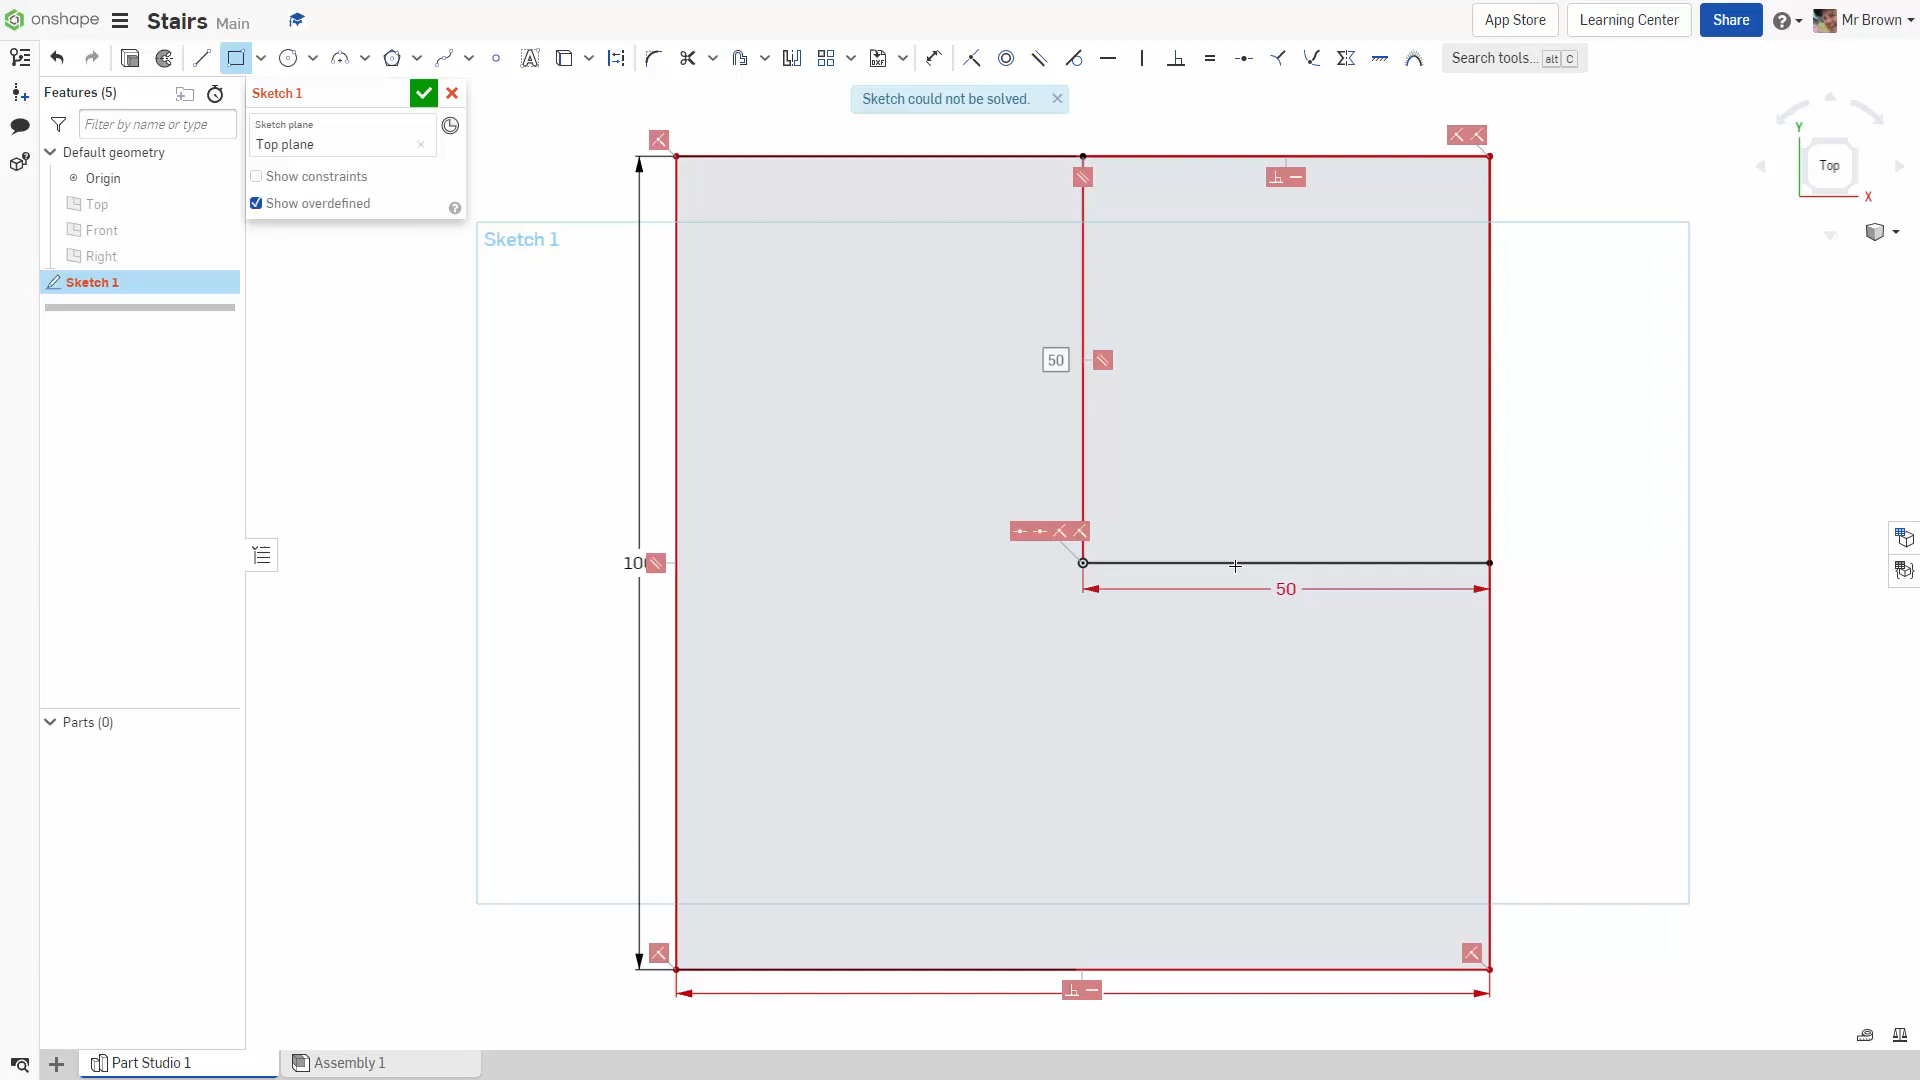 onshape
Stairs Main
App Store
Learning Center
Share
Mr Brown
Search tools... alt C
Features (5)
Filter by name or type
Default geometry
Origin
Top
Front
Right
Sketch 1
Parts (0)
Sketch 1
Sketch plane
Top plane
Show constraints
Show overdefined
Sketch could not be solved.
Sketch 1
50
50
Y
Top
X
Part Studio 1
Assembly 1